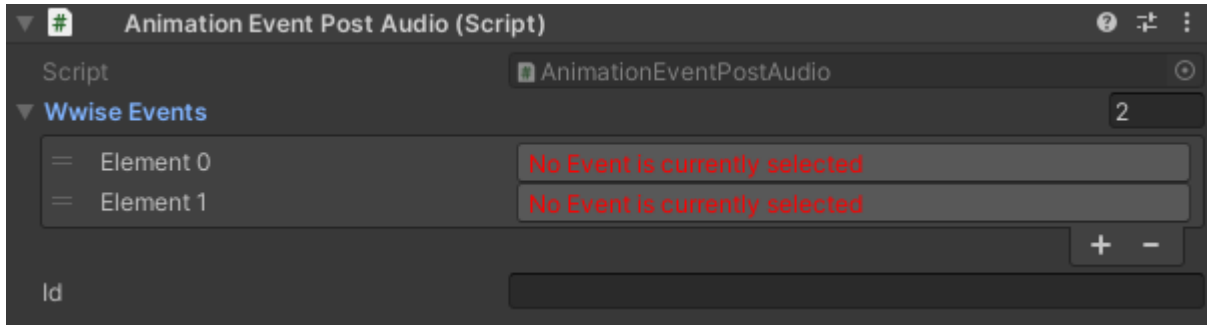 Animation Event Post Audio (Script)
Script AnimationEventPostAudio
Wwise Events 2
Element 0 No Event is currently selected
Element 1 No Event is currently selected
Id